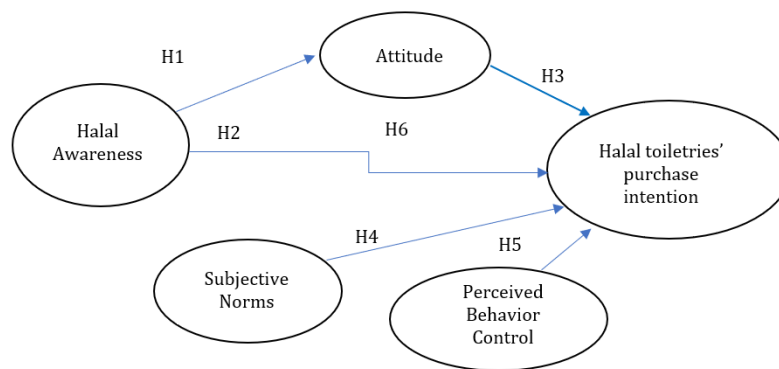 H1
Attitude
H3
Halal
Awareness
H2
H6
Halal toiletries’
purchase
intention
H4
H5
Subjective
Norms
Perceived
Behavior
Control